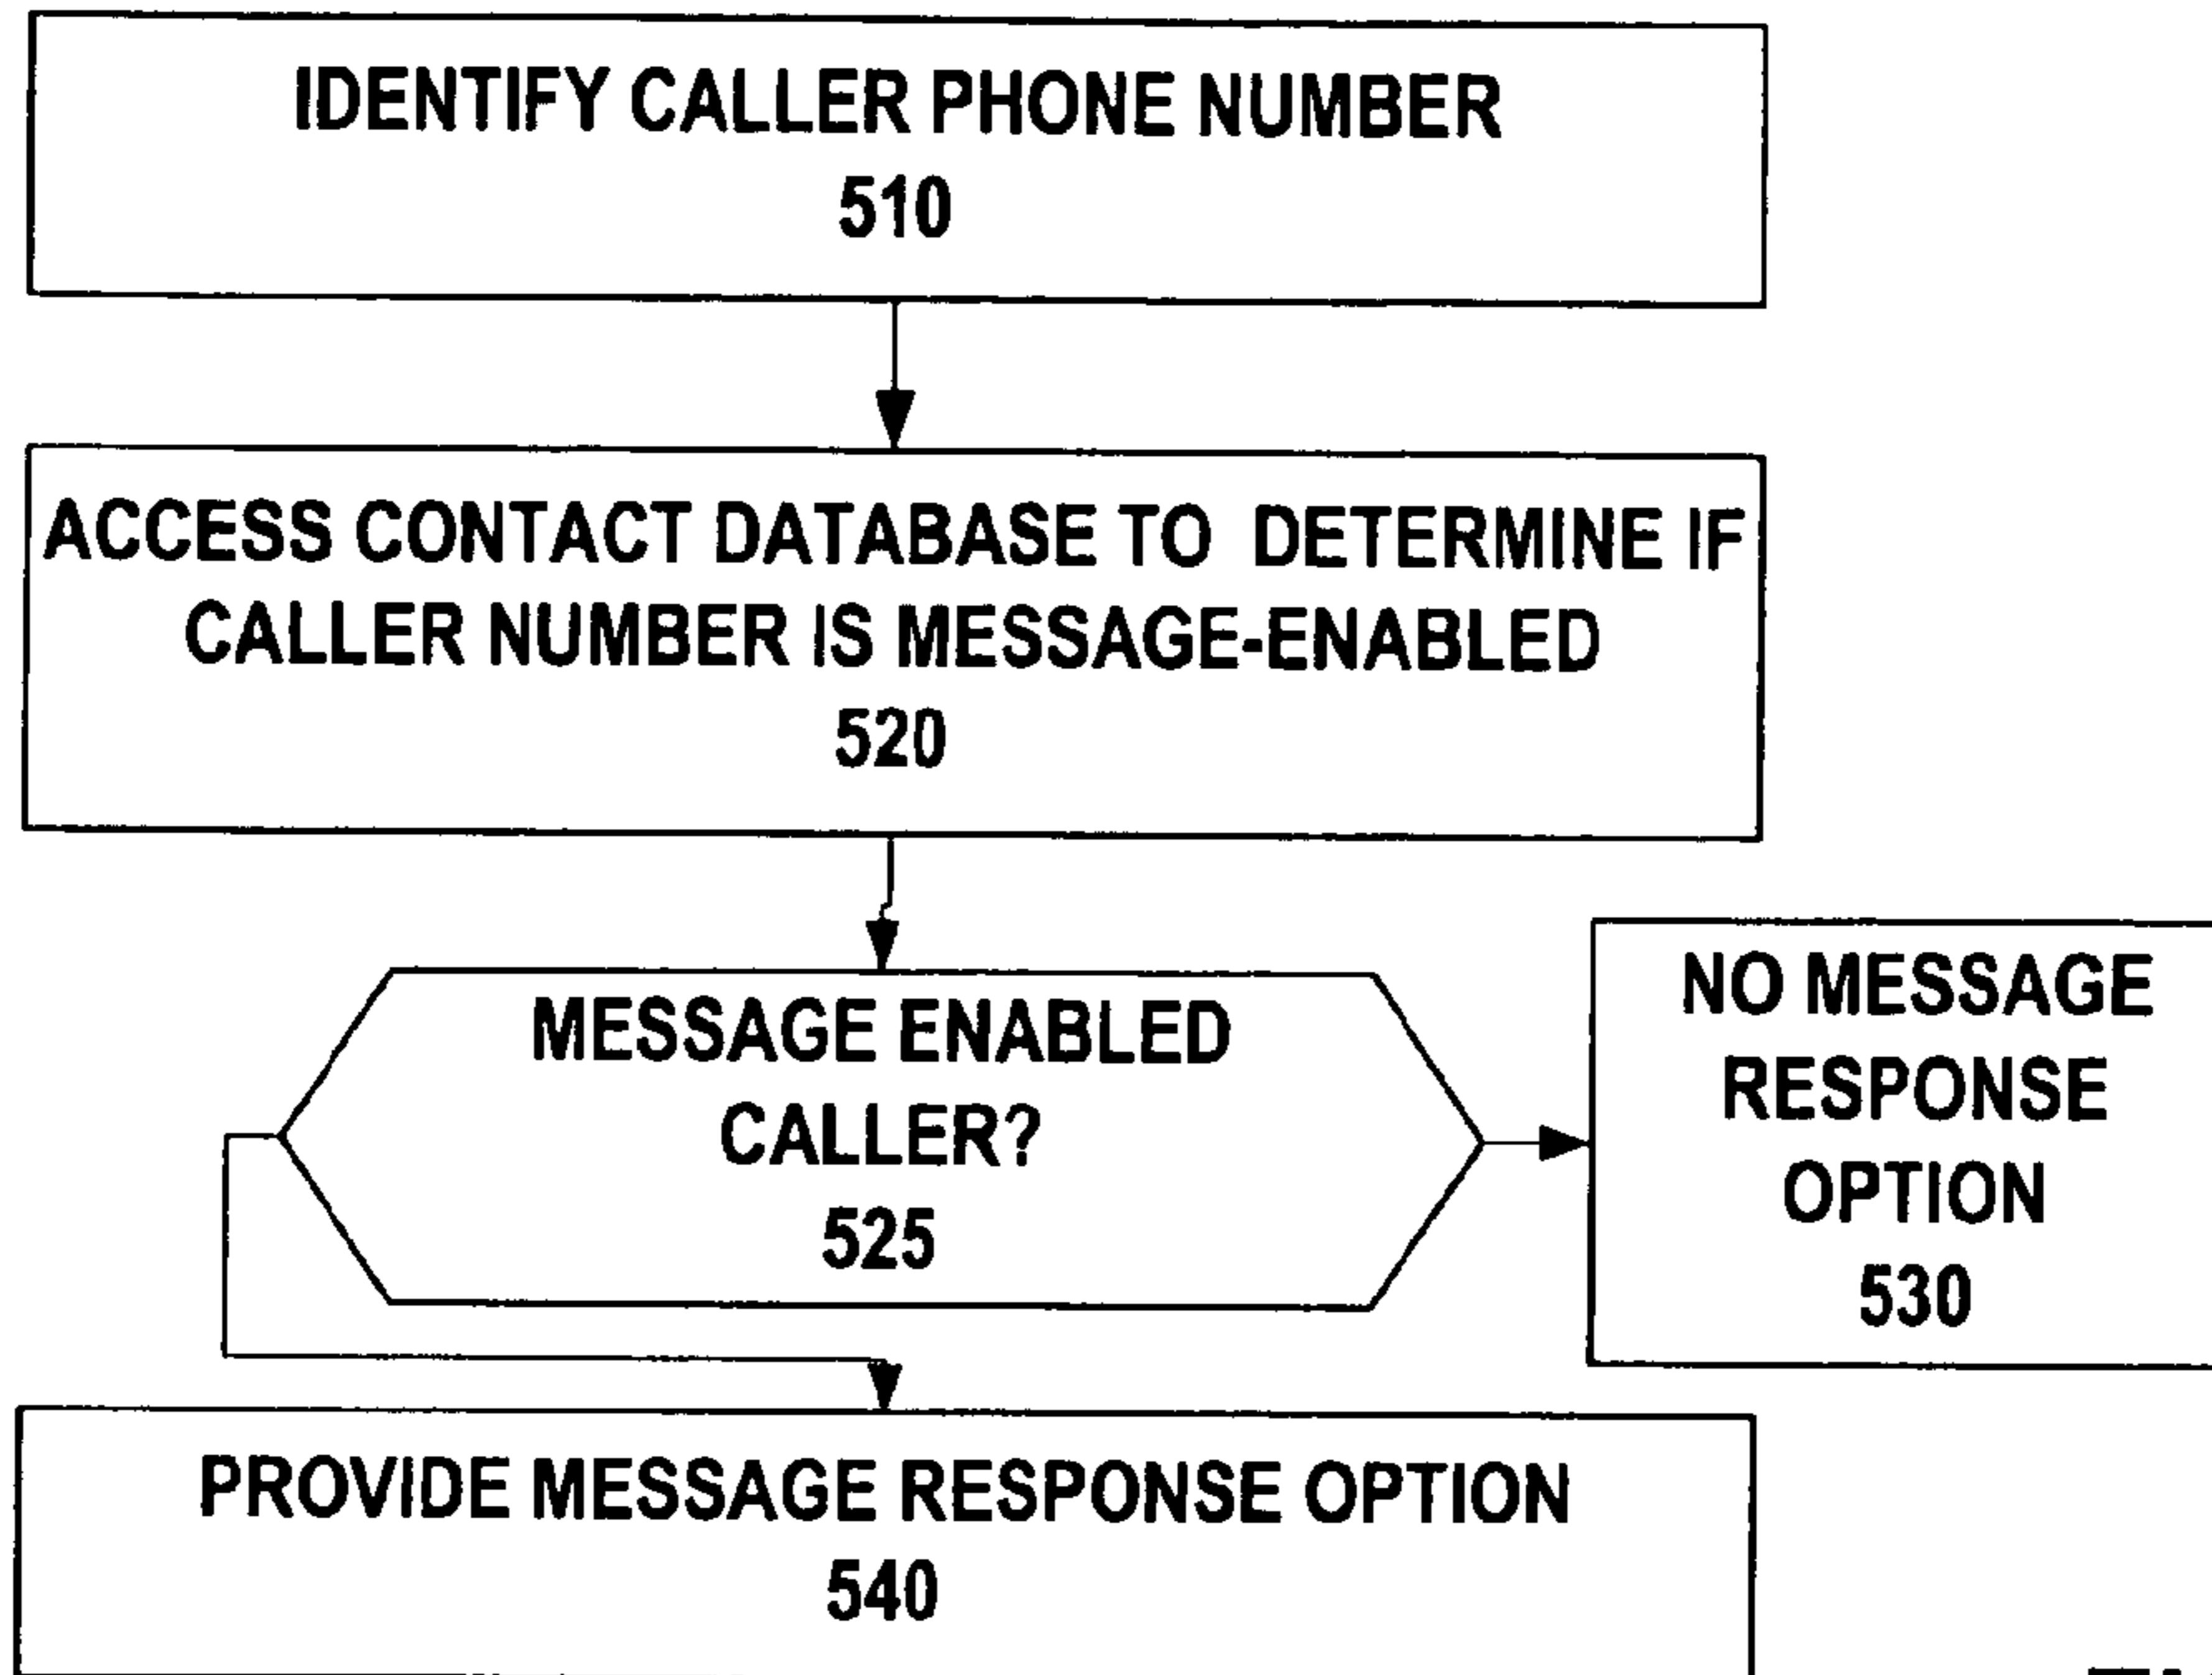 IDENTIFY CALLER PHONE NUMBER
510
ACCESS CONTACT DATABASE TO DETERMINE IF
CALLER NUMBER IS MESSAGE-ENABLED
520
MESSAGE ENABLED
CALLER?
525
NO MESSAGE
RESPONSE
OPTION
530
PROVIDE MESSAGE RESPONSE OPTION
540